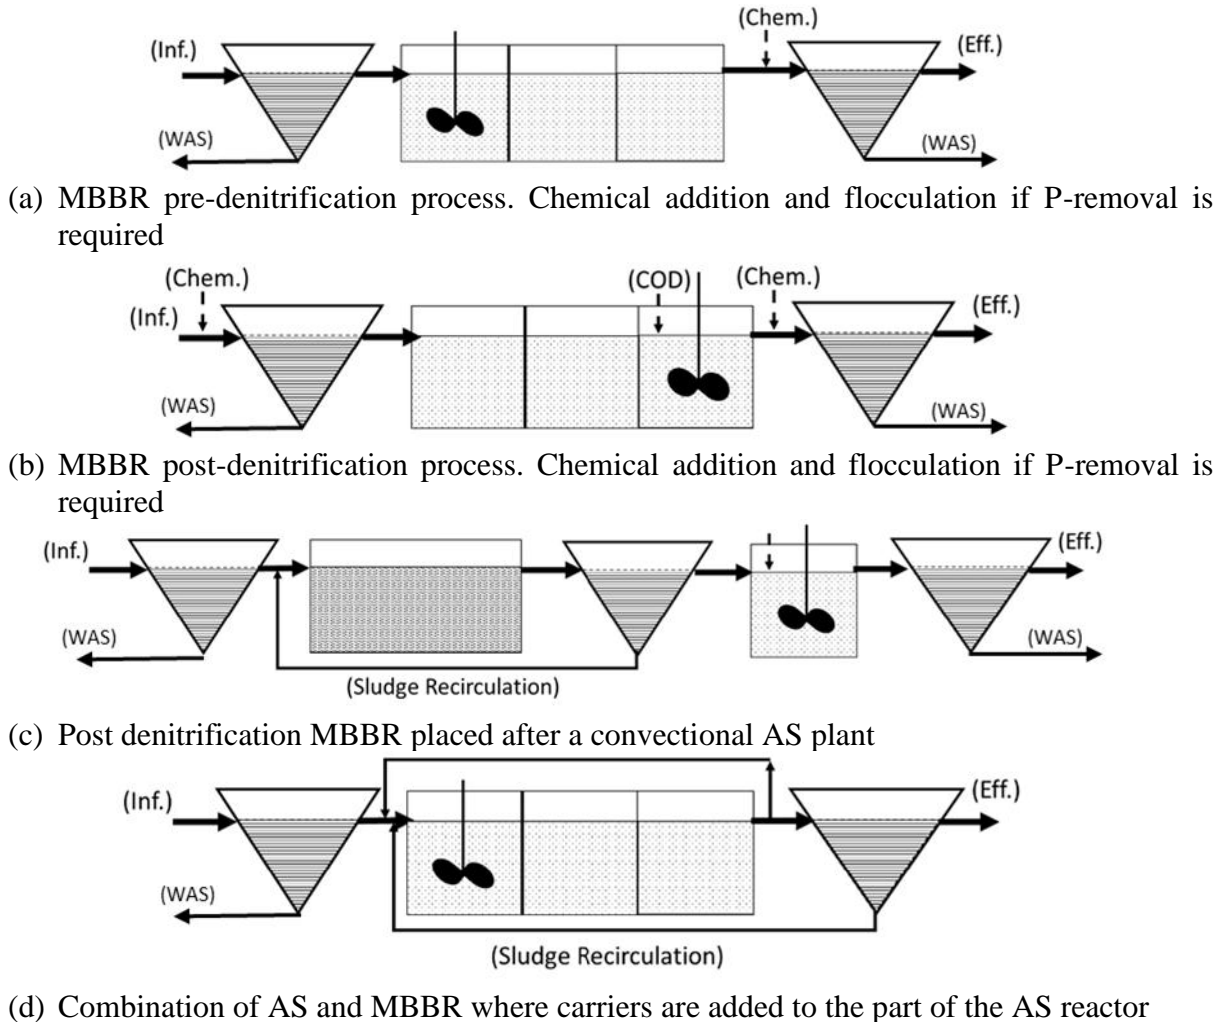 (Chem.)
(Inf.)
(Eff.)
(WAS)
(WAS)
(a) MBBR pre-denitrification process. Chemical addition and flocculation if P-removal is
required
(Chem.)
(COD)
(Chem.)
(Inf.)
(Eff.)
(WAS)
(WAS)
(b) MBBR post-denitrification process. Chemical addition and flocculation if P-removal is
required
(Inf.)
(Eff.)
(WAS)
(WAS)
(Sludge Recirculation)
(c) Post denitrification MBBR placed after a convectional AS plant
(Inf.)
(Eff.)
(WAS)
(Sludge Recirculation)
(d) Combination of AS and MBBR where carriers are added to the part of the AS reactor